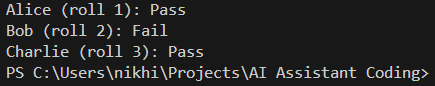 Alice (roll 1): Pass
Bob (roll 2): Fail
Charlie (roll 3): Pass
PS C:\Users\nikhi\Projects\AI Assistant Coding>